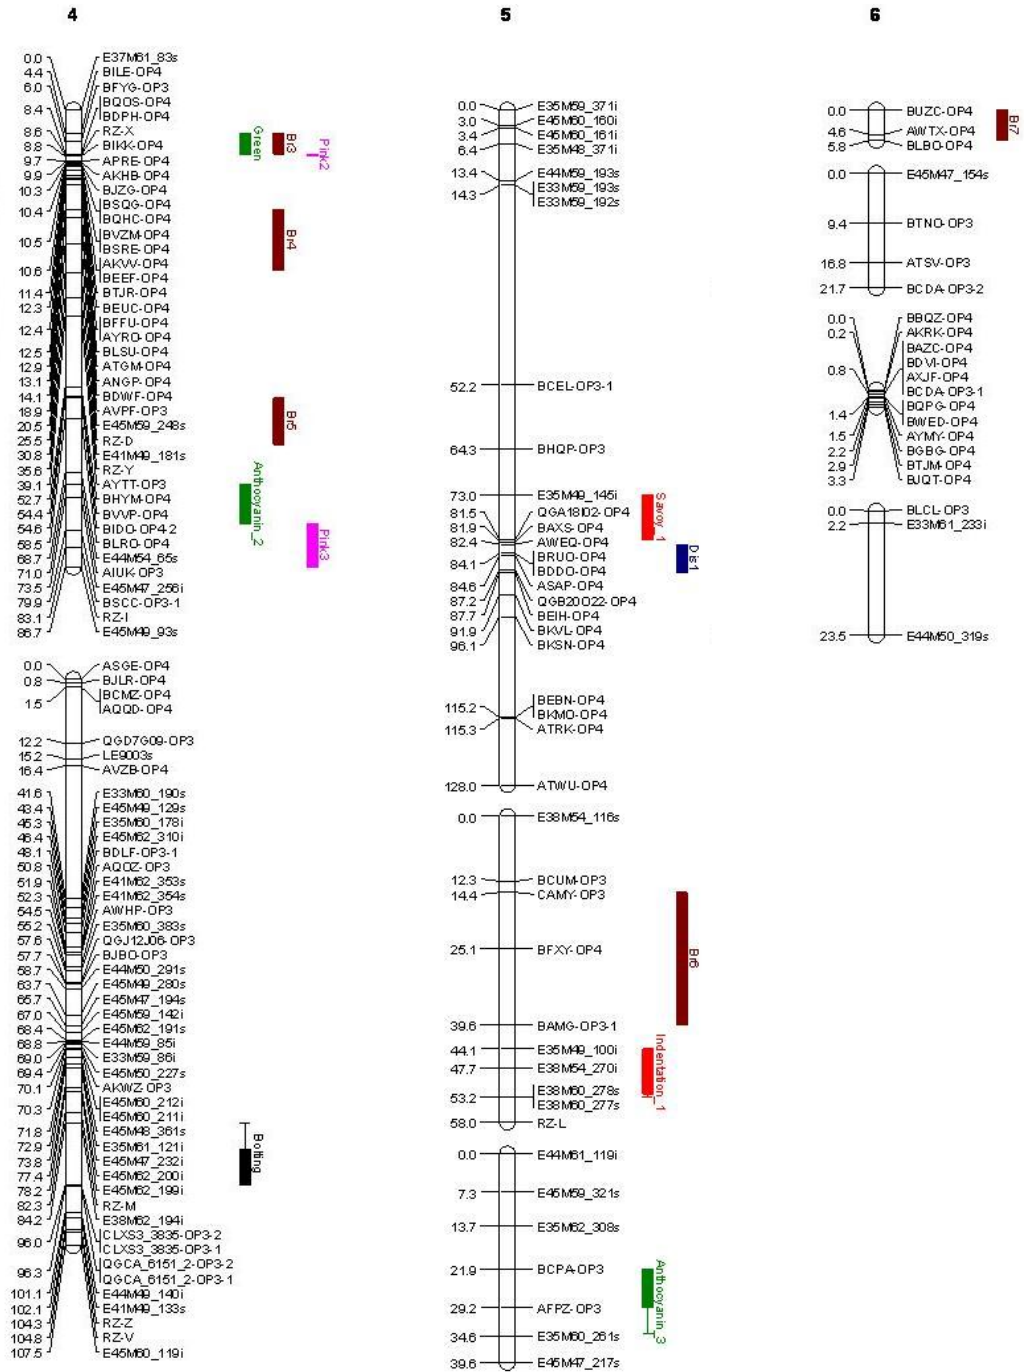 4
0.0 E37M61_83s
4.4 BILE-OP4
6.0 BFYG-OP3
8.4 BQOS-OP4
BDPH-OP4
8.6 RZ-X
8.8 BIKX-OP4
9.7 APRE-OP4
9.9 AKHB-OP4
10.3 BJZG-OP4
10.4 BSQG-OP4
BQHC-OP4
10.5 BVZM-OP4
BSRE-OP4
10.6 AKVV-OP4
BEEF-OP4
11.4 BTJR-OP4
12.3 BEUC-OP4
12.4 BFFU-OP4
AYRO-OP4
12.5 BLSU-OP4
12.9 ATGM-OP4
13.1 ANGP-OP4
14.1 BDWF-OP4
18.9 AVPF-OP3
20.5 E45M59_248s
25.5 RZ-D
30.8 E41M49_181s
35.6 RZ-Y
39.1 AYTT-OP3
52.7 BHYM-OP4
54.4 BVVP-OP4
54.6 BIDO-OP4-2
58.5 BLRO-OP4
68.7 E44M54_65s
71.0 AIUK-OP3
73.5 E45M47_256i
79.9 BSCC-OP3-1
83.1 RZ-I
86.7 E45M49_93s
Green
Br3
Pink2
Br4
Br5
Anthocyanin_2
Pink3
0.0 ASGE-OP4
0.8 BJLR-OP4
1.5 BCMZ-OP4
AQQD-OP4
12.2 QGD7G09-OP3
15.2 LE9003s
16.4 AVZB-OP4
41.6 E33M60_190s
43.4 E45M49_129s
45.3 E35M60_178i
46.4 E45M62_310i
48.1 BDLF-OP3-1
50.8 AQOZ-OP3
51.9 E41M62_353s
52.3 E41M62_354s
54.5 AWHP-OP3
55.2 E35M60_383s
57.6 QGJ12J06-OP3
57.7 BJBO-OP3
58.7 E44M50_291s
63.7 E45M49_280s
65.7 E45M47_194s
67.0 E45M59_142i
68.4 E45M62_191s
68.8 E44M59_85i
69.0 E33M59_86i
69.4 E45M50_227s
70.1 AKWZ-OP3
70.3 E45M60_212i
E45M60_211i
71.8 E45M48_361s
72.9 E35M61_121i
73.8 E45M47_232i
77.4 E45M62_200i
78.2 E45M62_199i
82.3 RZ-M
84.2 E38M62_194i
96.0 CLXS3_3835-OP3-2
CLXS3_3835-OP3-1
96.3 QGCA_6151_2-OP3-2
QGCA_6151_2-OP3-1
101.1 E44M49_140i
102.1 E41M49_133s
104.3 RZ-Z
104.8 RZ-V
107.5 E45M60_119i
Bolting
5
0.0 E35M59_371i
3.0 E45M60_160i
3.4 E45M60_161i
6.4 E35M48_371i
13.4 E44M59_193s
14.3 E33M59_193s
E33M59_192s
52.2 BCEL-OP3-1
64.3 BHQP-OP3
73.0 E35M49_145i
81.5 QGA18I02-OP4
81.9 BAXS-OP4
82.4 AWEQ-OP4
84.1 BRUO-OP4
BDDO-OP4
84.6 ASAP-OP4
87.2 QGB20O22-OP4
87.7 BEIH-OP4
91.9 BKVL-OP4
96.1 BKSN-OP4
115.2 BEBN-OP4
BKMO-OP4
115.3 ATRK-OP4
128.0 ATWU-OP4
Savoy_1
Dis1
0.0 E38M54_116s
12.3 BCUM-OP3
14.4 CAMY-OP3
25.1 BFXY-OP4
39.6 BAMG-OP3-1
44.1 E35M49_100i
47.7 E38M54_270i
53.2 E38M60_278s
E38M60_277s
58.0 RZ-L
Br6
Indentation_1
0.0 E44M61_119i
7.3 E45M59_321s
13.7 E35M62_308s
21.9 BCPA-OP3
29.2 AFPZ-OP3
34.6 E35M60_261s
39.6 E45M47_217s
Anthocyanin_3
6
0.0 BUZC-OP4
4.6 AWTX-OP4
5.8 BLBO-OP4
Br7
0.0 E45M47_154s
9.4 BTNO-OP3
16.8 ATSV-OP3
21.7 BCDA-OP3-2
0.0 BBQZ-OP4
0.2 AKRK-OP4
0.8 BAZC-OP4
BDVI-OP4
AXJF-OP4
BCDA-OP3-1
1.4 BQPG-OP4
BWED-OP4
1.5 AYMY-OP4
2.2 BGBG-OP4
2.9 BTJM-OP4
3.3 BJQT-OP4
0.0 BLCL-OP3
2.2 E33M61_233i
23.5 E44M50_319s